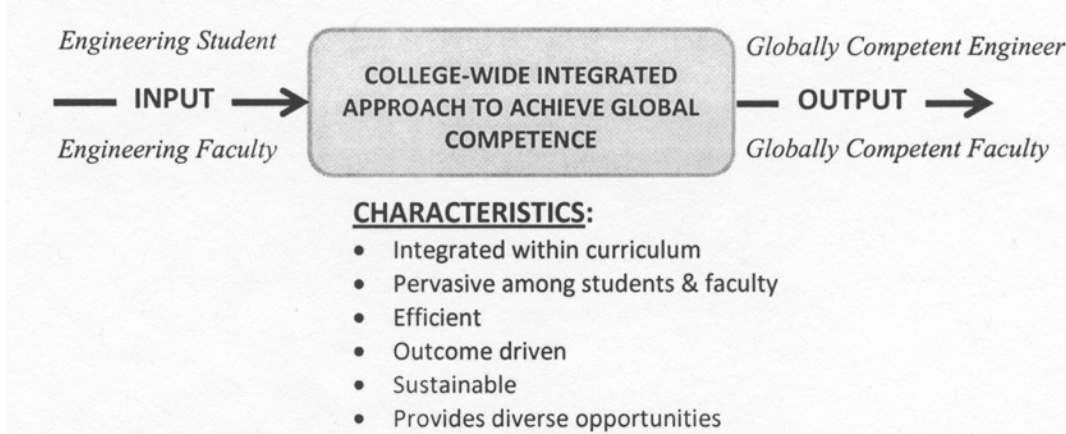 Engineering Student
INPUT
Engineering Faculty
COLLEGE-WIDE INTEGRATED
APPROACH TO ACHIEVE GLOBAL
COMPETENCE
Globally Competent Engineer
OUTPUT
Globally Competent Faculty
CHARACTERISTICS:
• Integrated within curriculum
• Pervasive among students & faculty
• Efficient
• Outcome driven
• Sustainable
• Provides diverse opportunities